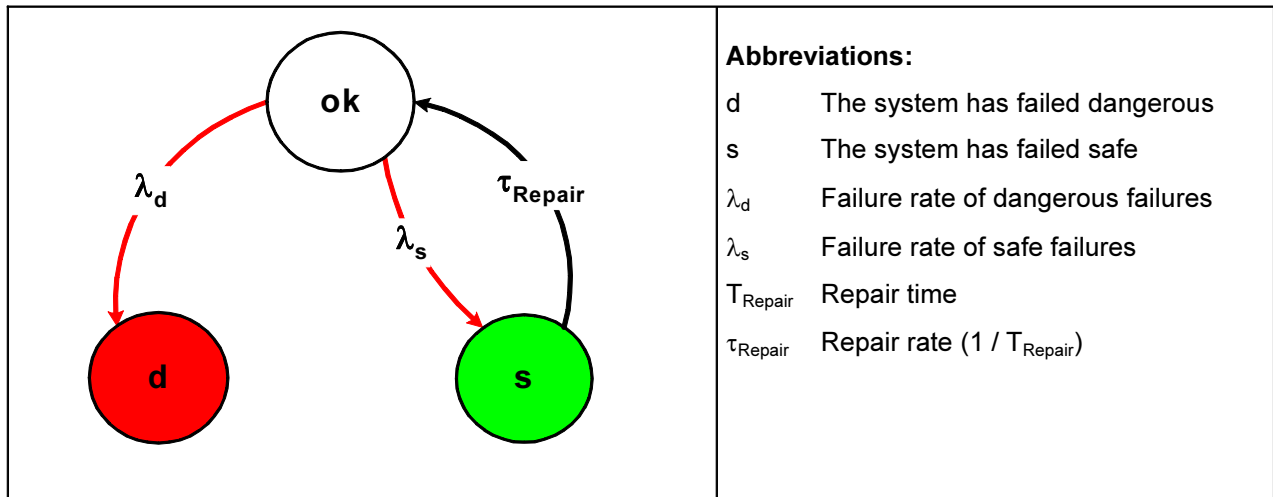 ok
λd
τRepair
λs
d
s
Abbreviations:
d The system has failed dangerous
s The system has failed safe
λd Failure rate of dangerous failures
λs Failure rate of safe failures
TRepair Repair time
τRepair Repair rate (1 / TRepair)